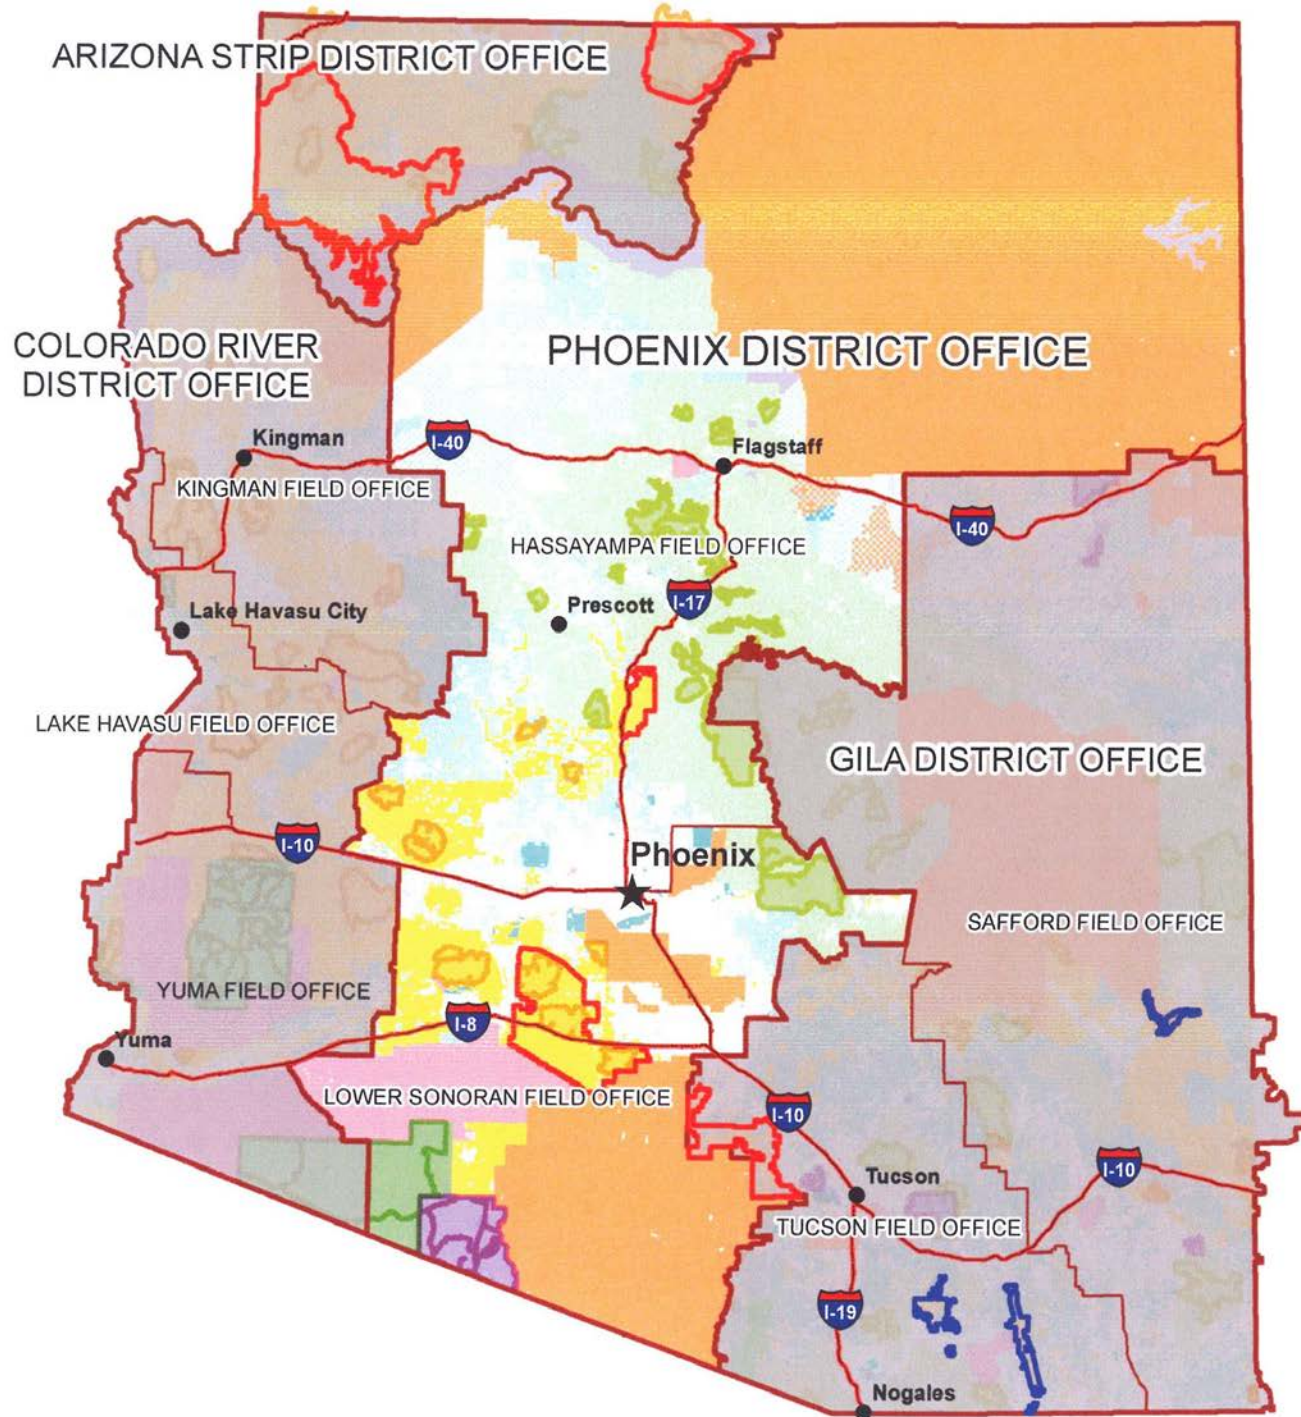 ARIZONA STRIP DISTRICT OFFICE
COLORADO RIVER
DISTRICT OFFICE
PHOENIX DISTRICT OFFICE
Kingman
I-40
Flagstaff
KINGMAN FIELD OFFICE
I-40
HASSAYAMPA FIELD OFFICE
Lake Havasu City
Prescott
I-17
LAKE HAVASU FIELD OFFICE
GILA DISTRICT OFFICE
I-10
Phoenix
SAFFORD FIELD OFFICE
YUMA FIELD OFFICE
I-8
Yuma
LOWER SONORAN FIELD OFFICE
I-10
I-10
Tucson
TUCSON FIELD OFFICE
I-19
Nogales